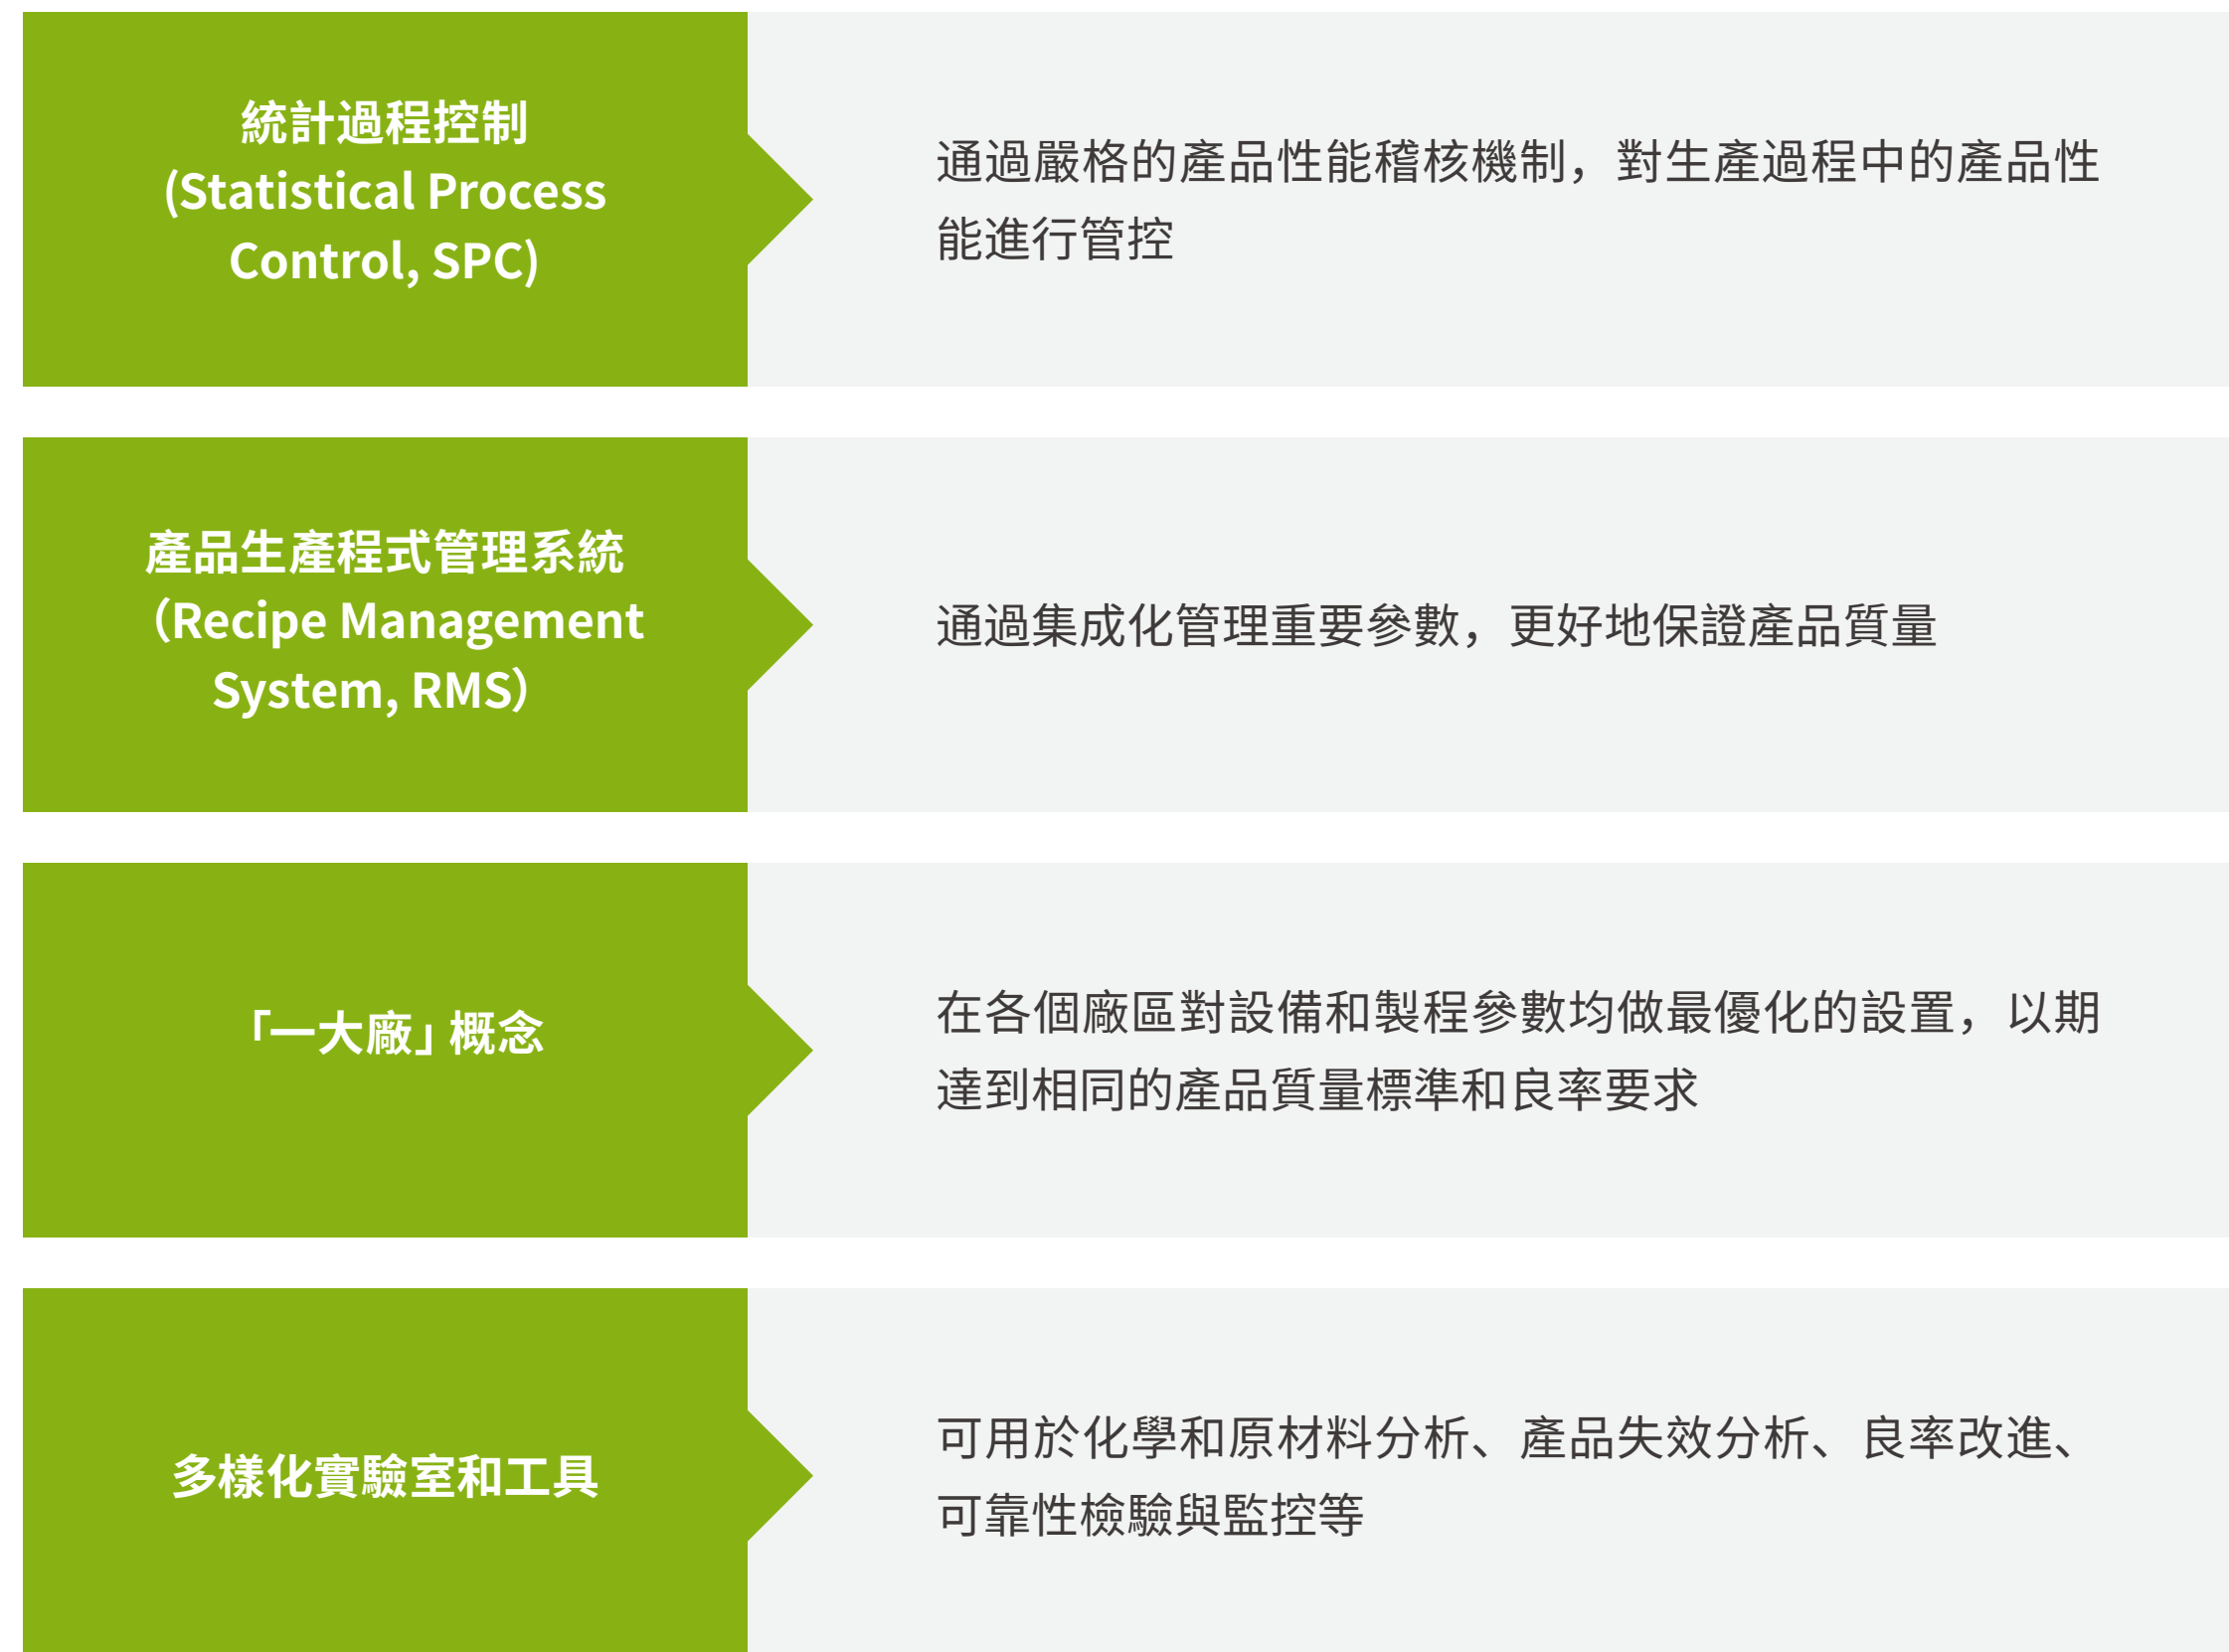 統計過程控制
(Statistical Process
Control, SPC)
通過嚴格的產品性能稽核機制，對生產過程中的產品性
能進行管控
產品生產程式管理系統
（Recipe Management
System, RMS）
通過集成化管理重要參數，更好地保證產品質量
「一大廠」概念
在各個廠區對設備和製程參數均做最優化的設置，以期
達到相同的產品質量標準和良率要求
多樣化實驗室和工具
可用於化學和原材料分析、產品失效分析、良率改進、
可靠性檢驗與監控等